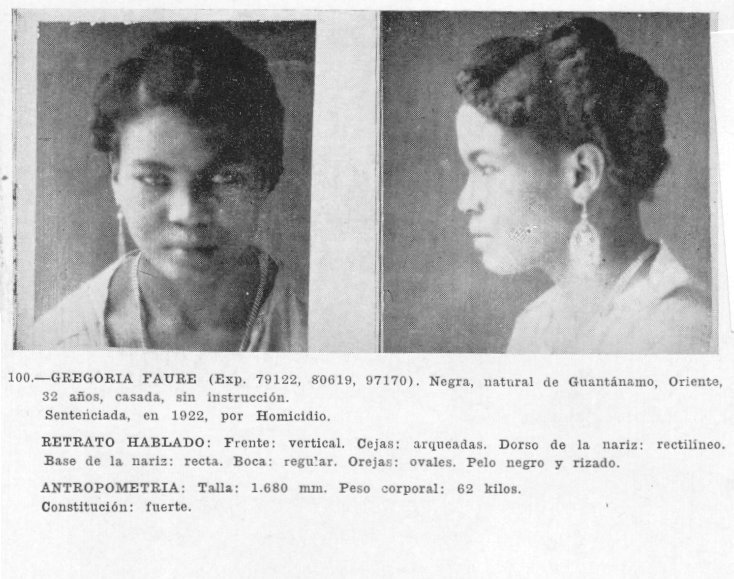 100.—GREGORIA FAURE (Exp. 79122, 80619, 97170). Negra, natural de Guantánamo, Oriente,
32 años, casada, sin instrucción.
Sentenciada, en 1922, por Homicidio.
RETRATO HABLADO: Frente: vertical. Cejas: arqueadas. Dorso de la nariz: rectilíneo.
Base de la nariz: recta. Boca: regular. Orejas: ovales. Pelo negro y rizado.
ANTROPOMETRIA: Talla: 1.680 mm. Peso corporal: 62 kilos.
Constitución: fuerte.